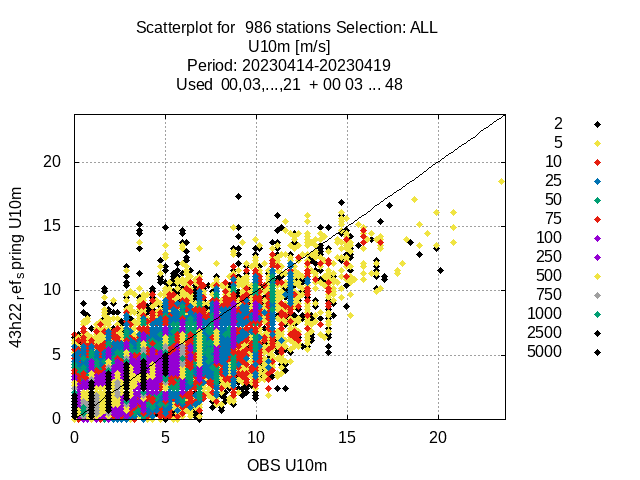 Scatterplot for  986 stations Selection: ALL
U10m [m/s]
Period: 20230414-20230419
Used  00,03,...,21  + 00 03 ... 48
43h22_ref_spring U10m
20
15
10
5
0
0 5 10 15 20
OBS U10m
2
5
10
25
50
75
100
250
500
750
1000
2500
5000